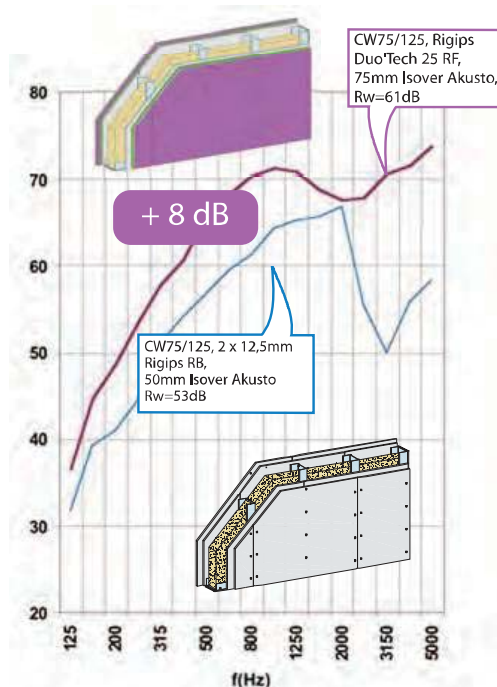 CW75/125, Rigips
Duo'Tech 25 RF,
75mm Isover Akusto,
Rw=61dB
80
70
+ 8 dB
60
CW75/125, 2 x 12,5mm
Rigips RB,
50mm Isover Akusto
Rw=53dB
50
40
30
20
125 200 315 500 800 1250 2000 3150 5000
f(Hz)